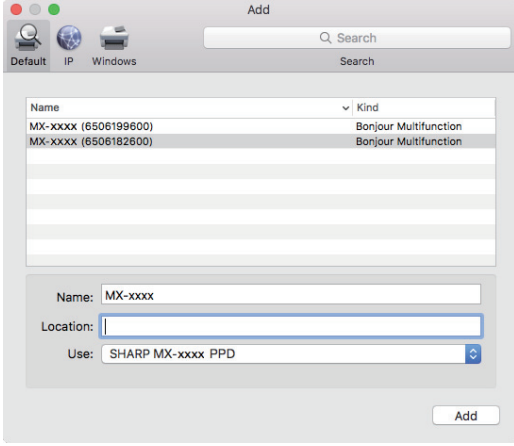 Add
Search
Default IP Windows Search
Name Kind
MX-xxxx (6506199600) Bonjour Multifunction
MX-xxxx (6506182600) Bonjour Multifunction
Name: MX-xxxx
Location:
Use: SHARP MX-xxxx PPD
Add